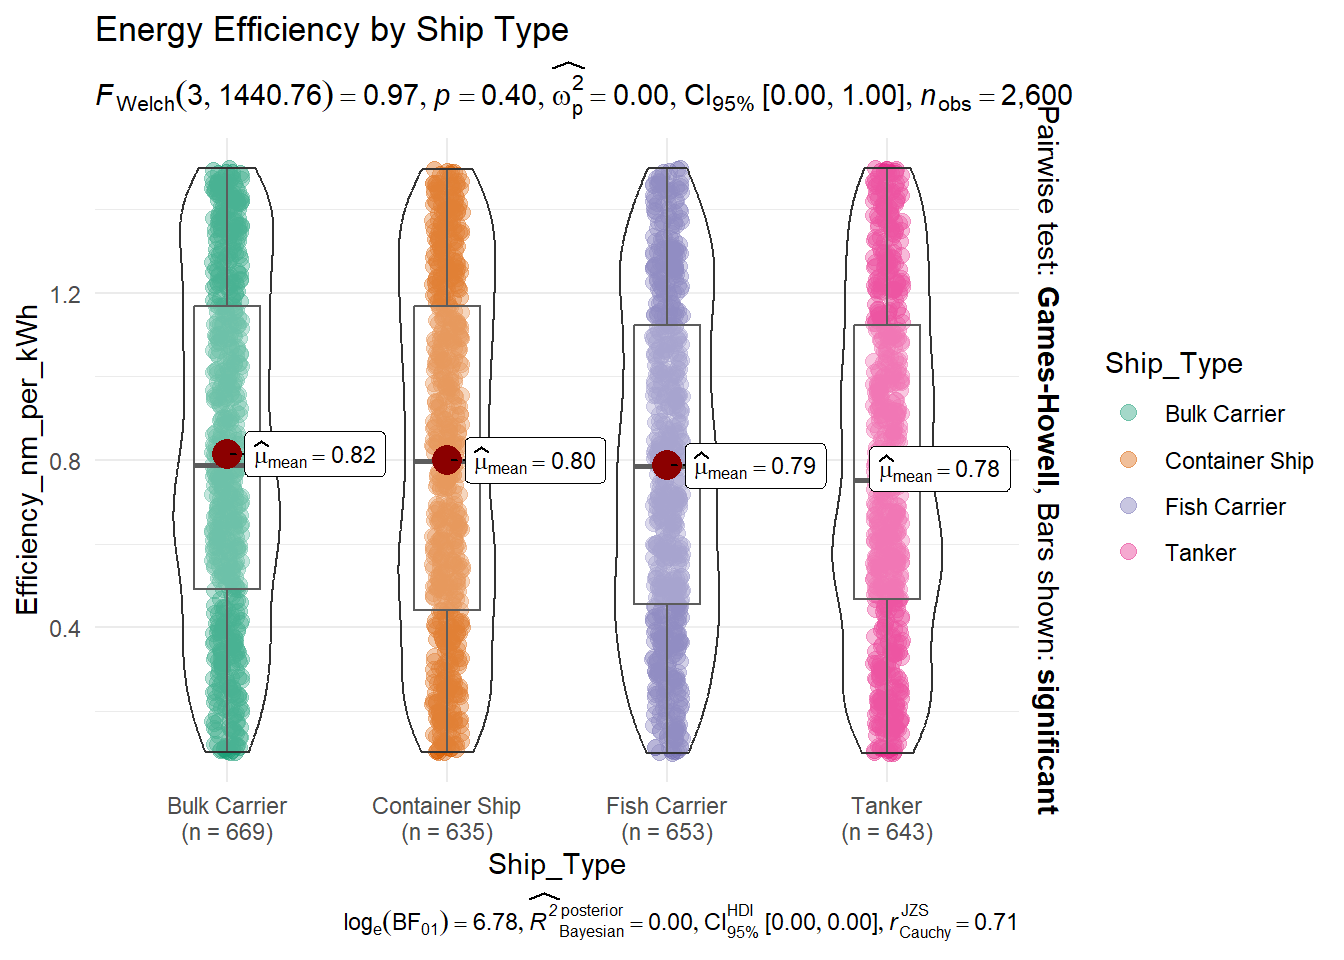 Energy Efficiency by Ship Type
F_Welch(3, 1440.76) = 0.97, p = 0.40, ω̂²_p = 0.00, CI_95% [0.00, 1.00], n_obs = 2,600
Efficiency_nm_per_kWh
1.2
0.8
0.4
μ̂_mean = 0.82
μ̂_mean = 0.80
μ̂_mean = 0.79
μ̂_mean = 0.78
Pairwise test: Games-Howell, Bars shown: significant
Ship_Type
Bulk Carrier
Container Ship
Fish Carrier
Tanker
Bulk Carrier
(n = 669)
Container Ship
(n = 635)
Fish Carrier
(n = 653)
Tanker
(n = 643)
Ship_Type
log_e(BF_01) = 6.78, R̂²^posterior_Bayesian = 0.00, CI^HDI_95% [0.00, 0.00], r^JZS_Cauchy = 0.71